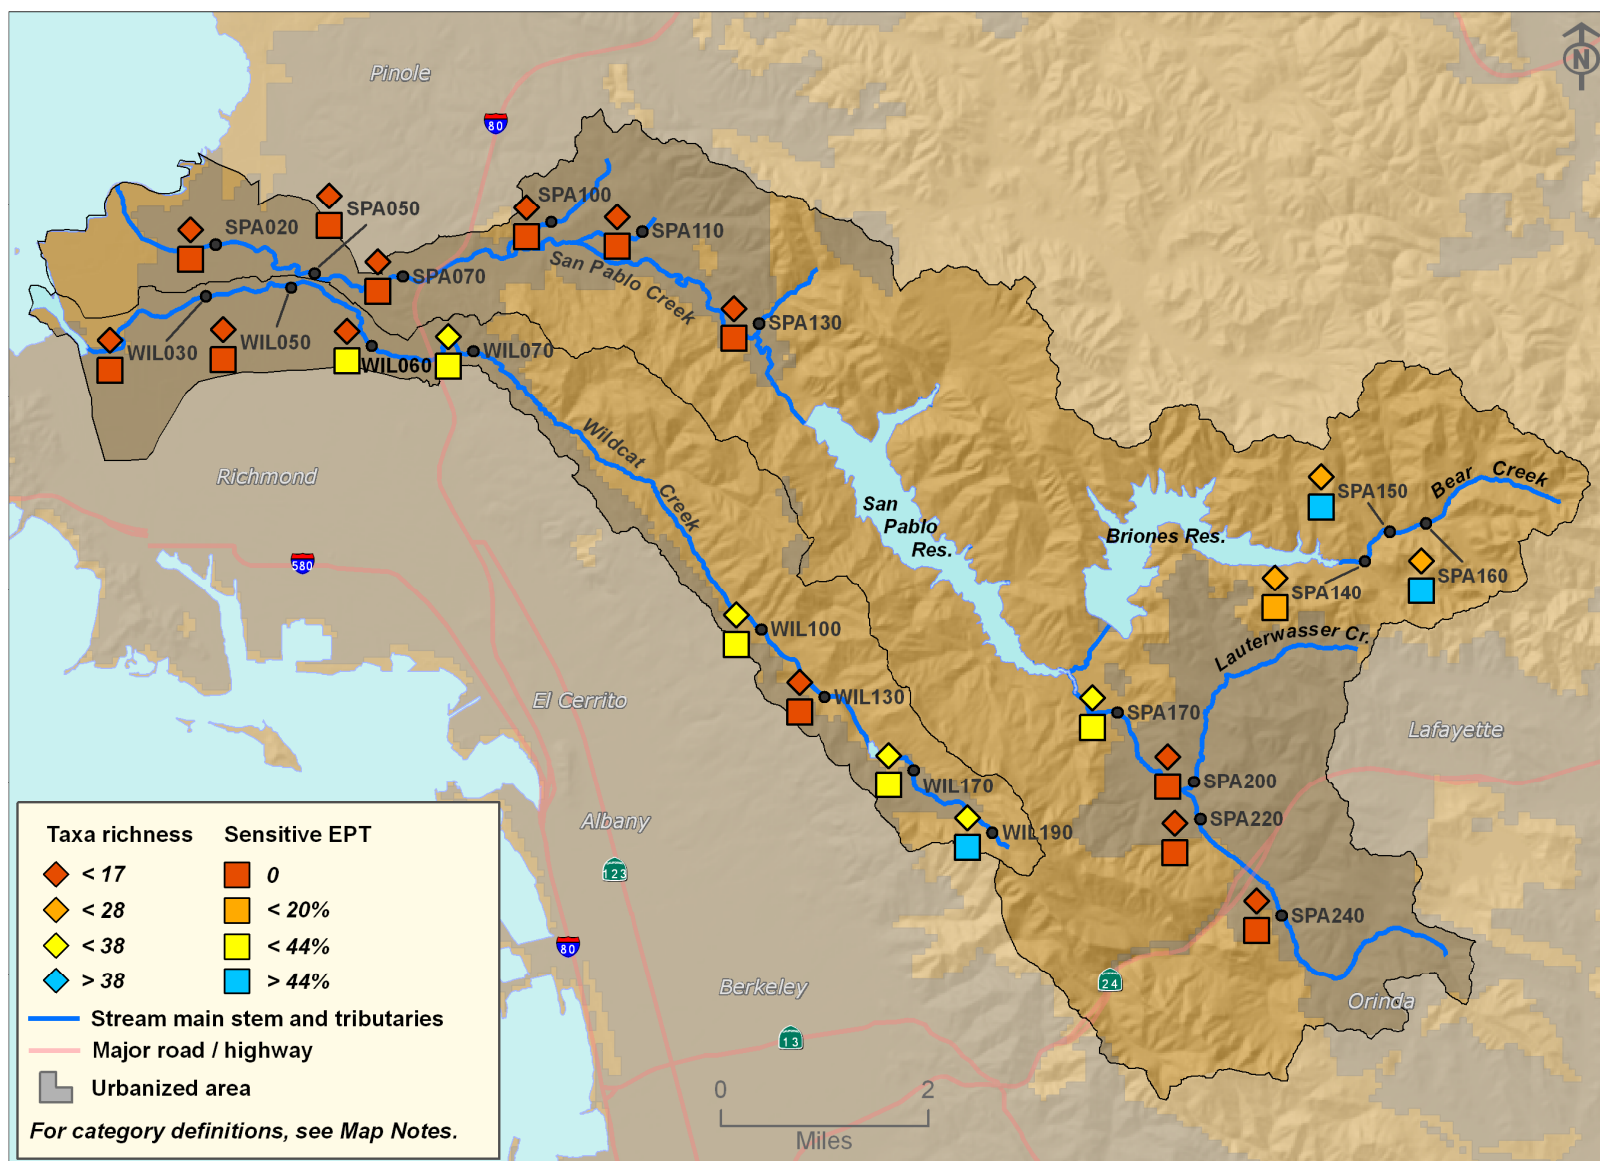 N
Pinole
80
SPA100
SPA050
SPA020
SPA110
SPA070
San Pablo Creek
SPA130
WIL030
WIL050
WIL060
WIL070
Wildcat
Creek
Richmond
San
Pablo
Res.
Briones Res.
SPA150
Bear Creek
SPA160
SPA140
580
Lauterwasser Cr.
WIL100
WIL130
El Cerrito
SPA170
Lafayette
SPA200
WIL170
SPA220
WIL190
Albany
123
SPA240
80
24
Berkeley
Orinda
13
0 2
Miles
Taxa richness Sensitive EPT
< 17 0
< 28 < 20%
< 38 < 44%
> 38 > 44%
Stream main stem and tributaries
Major road / highway
Urbanized area
For category definitions, see Map Notes.